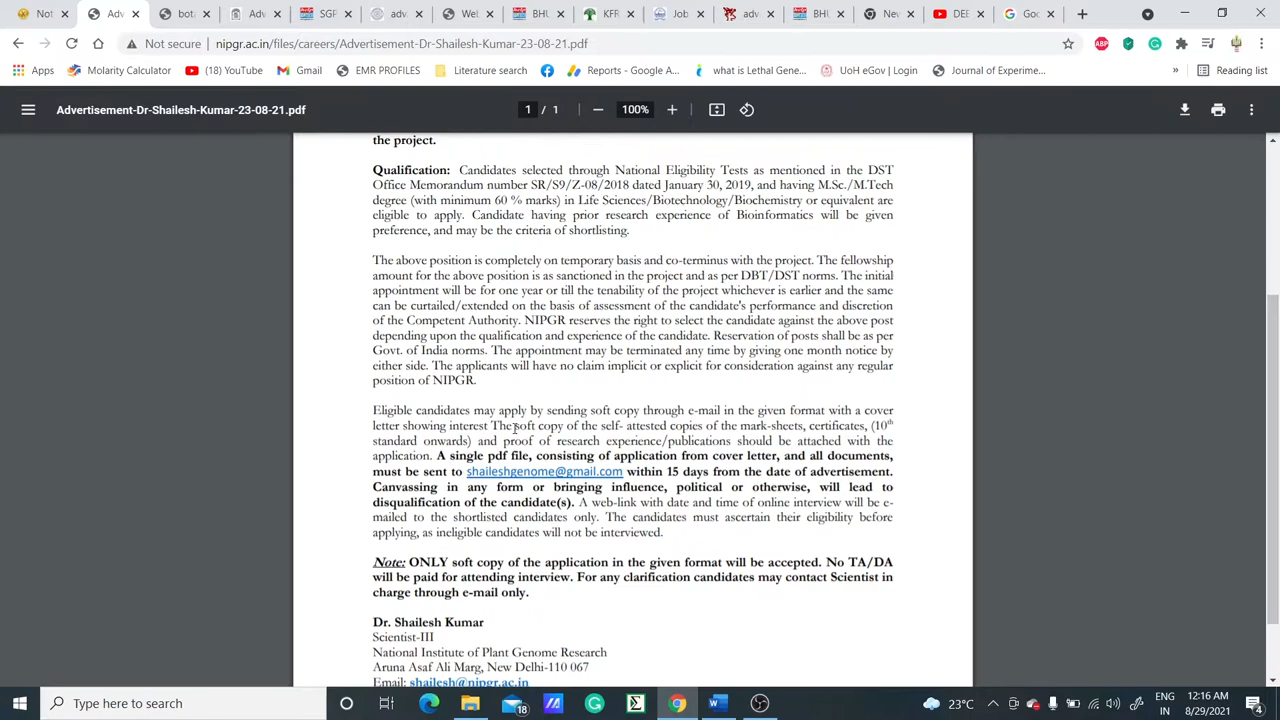 Not
Adv
bota
Adv
SGP
adv
Web
BHU
KFR
Job
adve
BHU
New
DEE
Goo
Not secure | nipgr.ac.in/files/careers/Advertisement-Dr-Shailesh-Kumar-23-08-21.pdf
Apps
Molarity Calculator
(18) YouTube
Gmail
EMR PROFILES
Literature search
Reports - Google A...
what is Lethal Gene...
UoH eGov | Login
Journal of Experime...
»
Reading list
Advertisement-Dr-Shailesh-Kumar-23-08-21.pdf
1 / 1
100%
the project.
Qualification: Candidates selected through National Eligibility Tests as mentioned in the DST
Office Memorandum number SR/S9/Z-08/2018 dated January 30, 2019, and having M.Sc./M.Tech
degree (with minimum 60 % marks) in Life Sciences/Biotechnology/Biochemistry or equivalent are
eligible to apply. Candidate having prior research experience of Bioinformatics will be given
preference, and may be the criteria of shortlisting.
The above position is completely on temporary basis and co-terminus with the project. The fellowship
amount for the above position is as sanctioned in the project and as per DBT/DST norms. The initial
appointment will be for one year or till the tenability of the project whichever is earlier and the same
can be curtailed/extended on the basis of assessment of the candidate's performance and discretion
of the Competent Authority. NIPGR reserves the right to select the candidate against the above post
depending upon the qualification and experience of the candidate. Reservation of posts shall be as per
Govt. of India norms. The appointment may be terminated any time by giving one month notice by
either side. The applicants will have no claim implicit or explicit for consideration against any regular
position of NIPGR.
Eligible candidates may apply by sending soft copy through e-mail in the given format with a cover
letter showing interest The soft copy of the self- attested copies of the mark-sheets, certificates, (10th
standard onwards) and proof of research experience/publications should be attached with the
application. A single pdf file, consisting of application from cover letter, and all documents,
must be sent to shaileshgenome@gmail.com within 15 days from the date of advertisement.
Canvassing in any form or bringing influence, political or otherwise, will lead to
disqualification of the candidate(s). A web-link with date and time of online interview will be e-
mailed to the shortlisted candidates only. The candidates must ascertain their eligibility before
applying, as ineligible candidates will not be interviewed.
Note: ONLY soft copy of the application in the given format will be accepted. No TA/DA
will be paid for attending interview. For any clarification candidates may contact Scientist in
charge through e-mail only.
Dr. Shailesh Kumar
Scientist-III
National Institute of Plant Genome Research
Aruna Asaf Ali Marg, New Delhi-110 067
Email: shailesh@nipgr.ac.in
Type here to search
18
23°C
ENG
IN
12:16 AM
8/29/2021
4